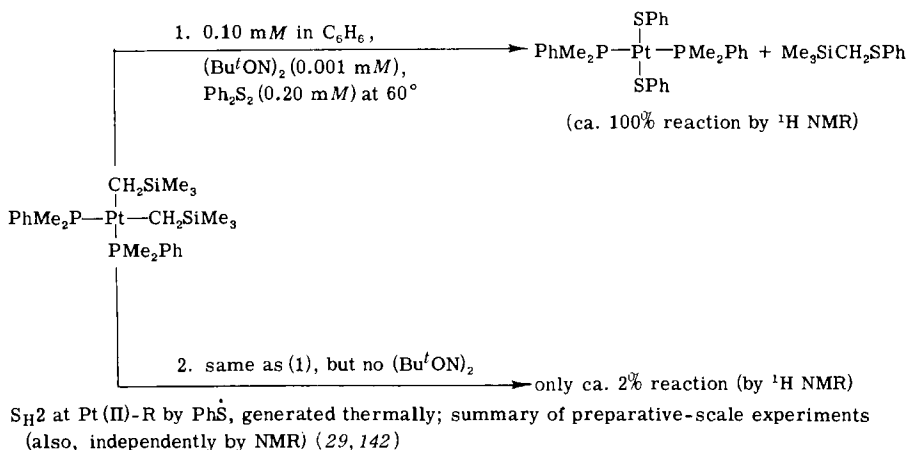 1. 0.10 mM in C₆H₆,
(BuᵗON)₂ (0.001 mM),
Ph₂S₂ (0.20 mM) at 60°
SPh
PhMe₂P—Pt—PMe₂Ph + Me₃SiCH₂SPh
SPh
(ca. 100% reaction by ¹H NMR)
CH₂SiMe₃
PhMe₂P—Pt—CH₂SiMe₃
PMe₂Ph
2. same as (1), but no (BuᵗON)₂
only ca. 2% reaction (by ¹H NMR)
S_H2 at Pt(II)-R by PhṠ, generated thermally; summary of preparative-scale experiments
(also, independently by NMR) (29, 142)